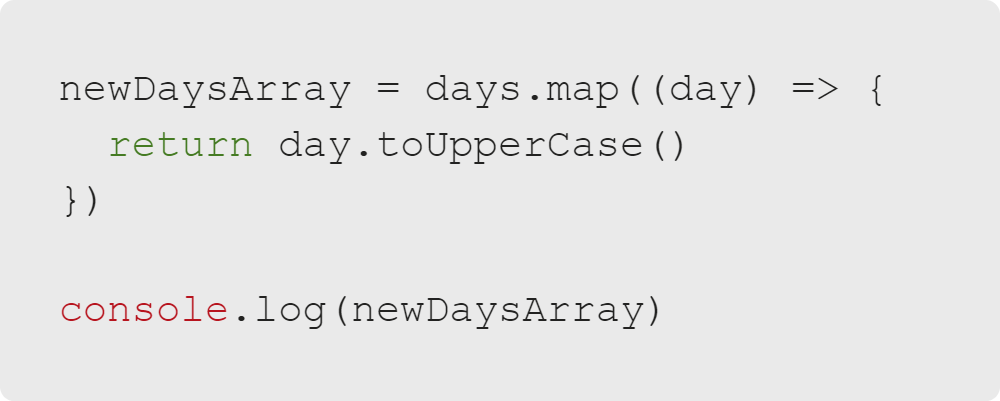 newDaysArray = days.map((day) => {
  return day.toUpperCase()
})

console.log(newDaysArray)